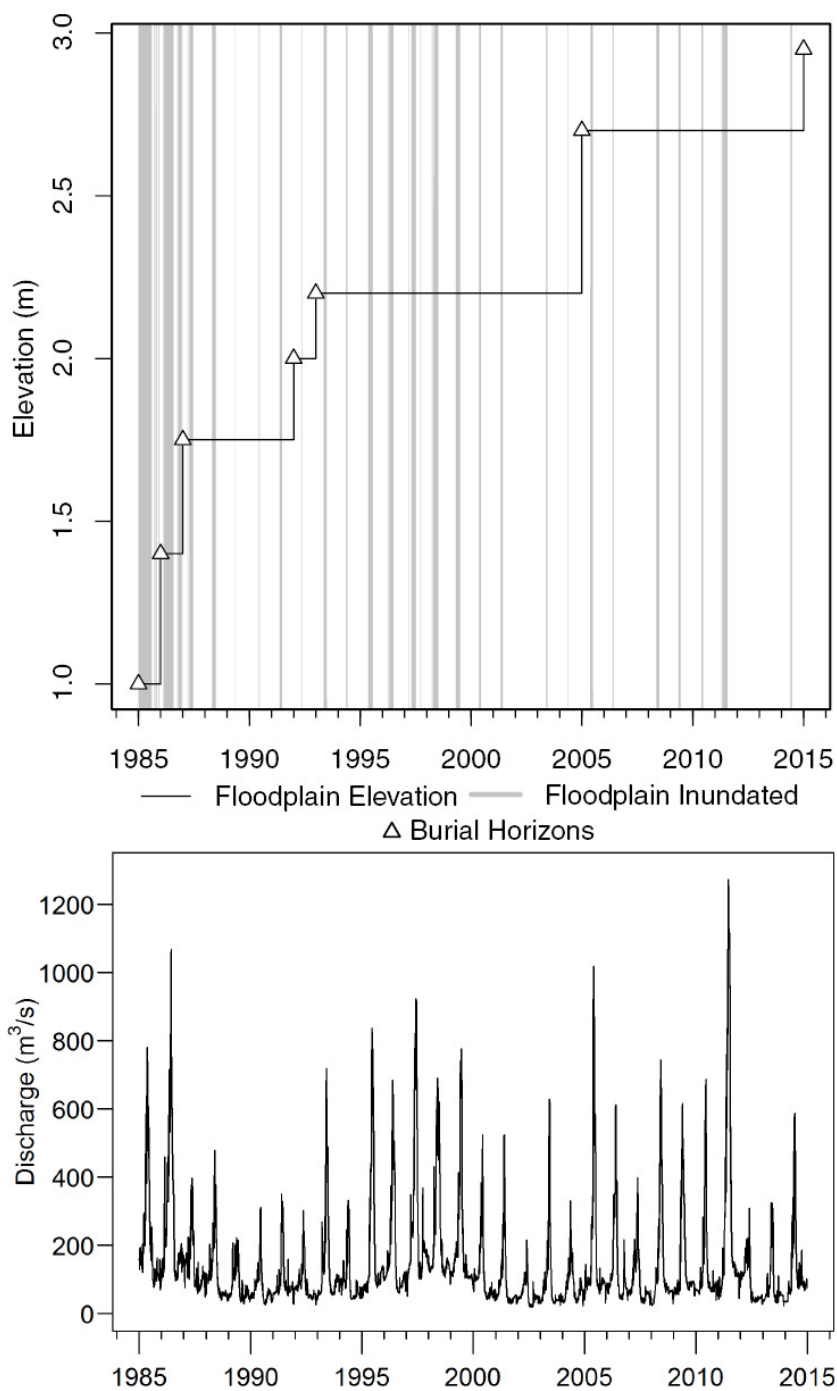 3.0
2.5
2.0
1.5
1.0
Elevation (m)
1985 1990 1995 2000 2005 2010 2015
Floodplain Elevation Floodplain Inundated
Burial Horizons
1200
1000
800
600
400
200
0
Discharge (m³/s)
1985 1990 1995 2000 2005 2010 2015